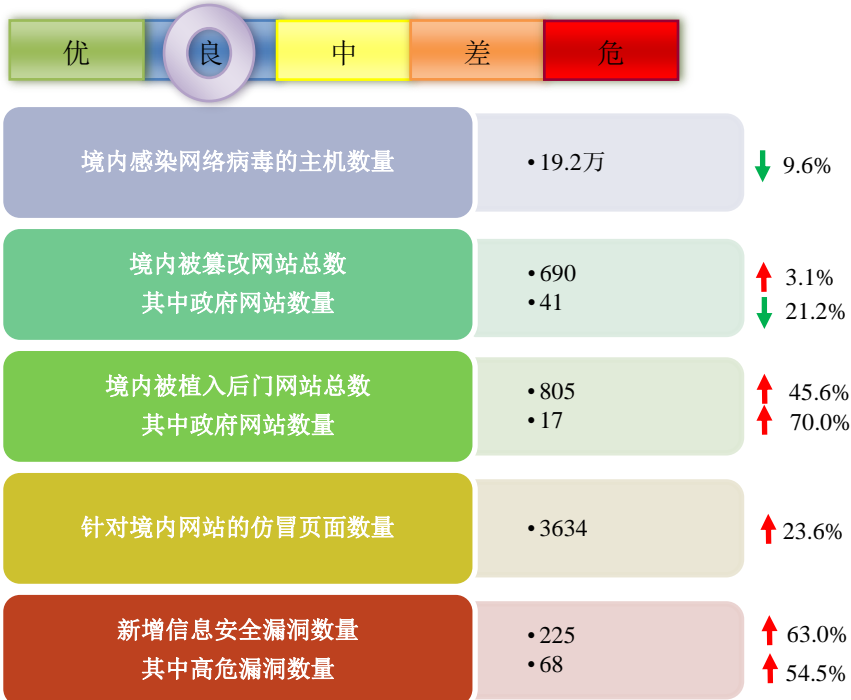 优 良 中 差 危
境内感染网络病毒的主机数量 •19.2万 9.6%
境内被篡改网站总数 •690 3.1%
其中政府网站数量 •41 21.2%
境内被植入后门网站总数 •805 45.6%
其中政府网站数量 •17 70.0%
针对境内网站的仿冒页面数量 •3634 23.6%
新增信息安全漏洞数量 •225 63.0%
其中高危漏洞数量 •68 54.5%